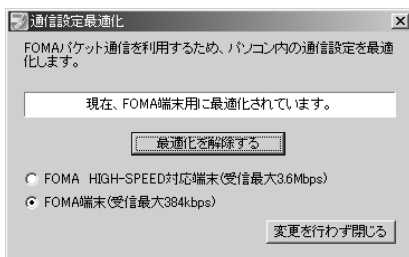 通信設定最適化
FOMAパケット通信を利用するため、パソコン内の通信設定を最適
化します。
現在、FOMA端末用に最適化されています。
最適化を解除する
FOMA HIGH-SPEED対応端末(受信最大3.6Mbps)
FOMA端末(受信最大384kbps)
変更を行わず閉じる